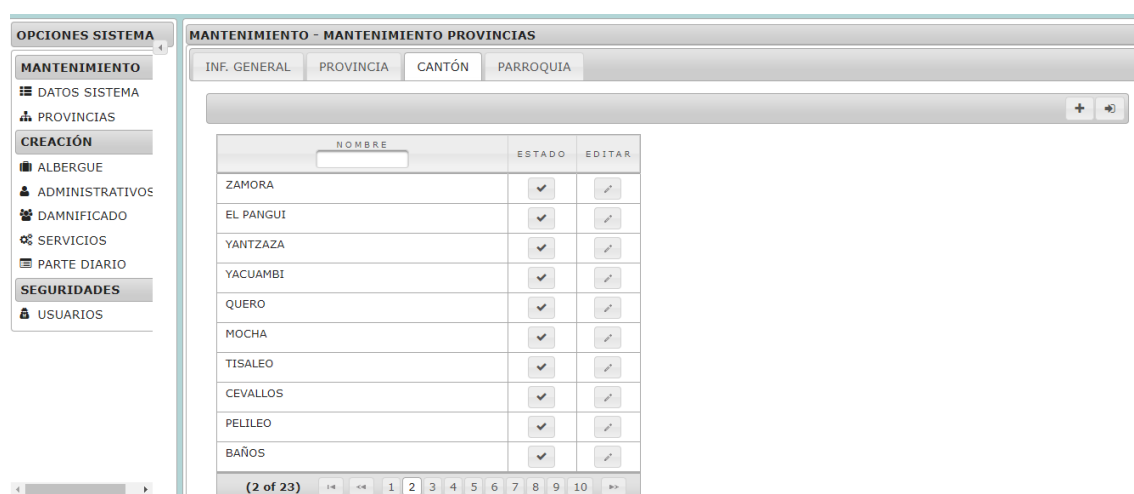 OPCIONES SISTEMA
MANTENIMIENTO
DATOS SISTEMA
PROVINCIAS
CREACIÓN
ALBERGUE
ADMINISTRATIVOS
DAMNIFICADO
SERVICIOS
PARTE DIARIO
SEGURIDADES
USUARIOS
MANTENIMIENTO - MANTENIMIENTO PROVINCIAS
INF. GENERAL PROVINCIA CANTÓN PARROQUIA
NOMBRE ESTADO EDITAR
ZAMORA
EL PANGUI
YANTZAZA
YACUAMBI
QUERO
MOCHA
TISALEO
CEVALLOS
PELILEO
BAÑOS
(2 of 23) 1 2 3 4 5 6 7 8 9 10